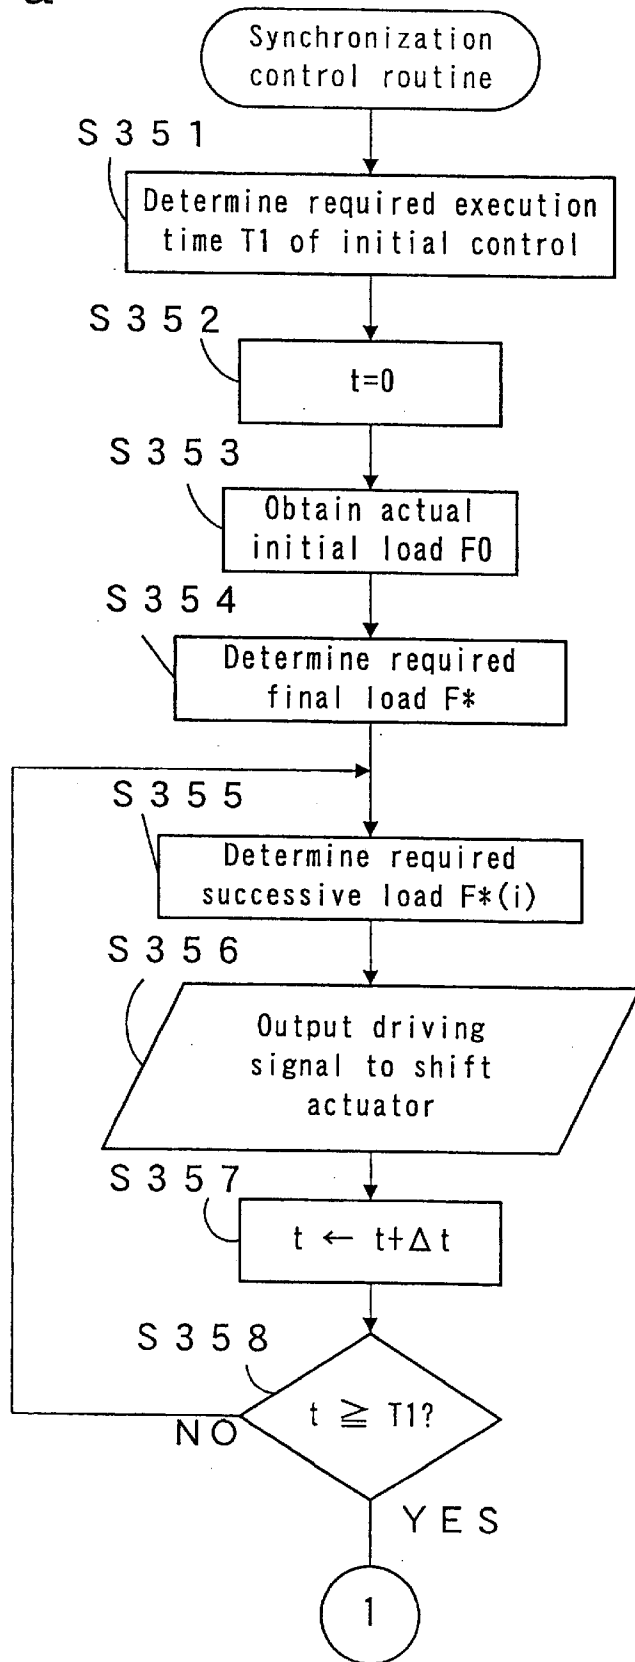 Synchronization
control routine
S351
Determine required execution
time T1 of initial control
S352
t=0
S353
Obtain actual
initial load F0
S354
Determine required
final load F*
S355
Determine required
successive load F*(i)
S356
Output driving
signal to shift
actuator
S357
t ← t+Δt
S358
t ≧ T1?
NO
YES
1